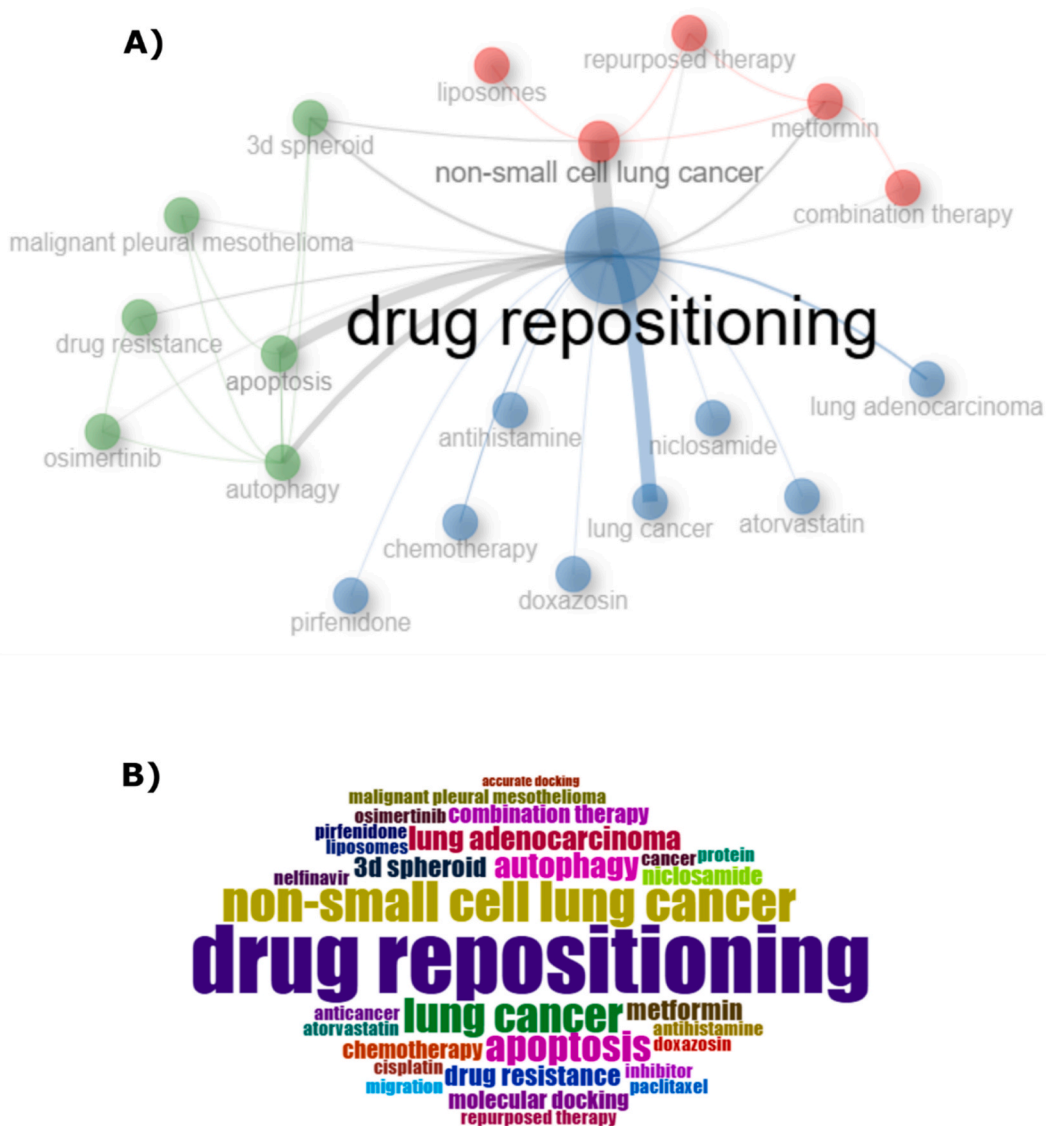 A)
repurposed therapy
liposomes
metformin
3d spheroid
non-small cell lung cancer
combination therapy
malignant pleural mesothelioma
drug repositioning
drug resistance
apoptosis
lung adenocarcinoma
antihistamine
niclosamide
osimertinib
autophagy
lung cancer
atorvastatin
chemotherapy
doxazosin
pirfenidone
B)
accurate docking
malignant pleural mesothelioma
osimertinib combination therapy
pirfenidone lung adenocarcinoma
liposomes
3d spheroid autophagy cancer protein
nelfinavir niclosamide
non-small cell lung cancer
drug repositioning
anticancer lung cancer metformin
atorvastatin antihistamine
chemotherapy apoptosis doxazosin
cisplatin drug resistance inhibitor
migration paclitaxel
molecular docking
repurposed therapy